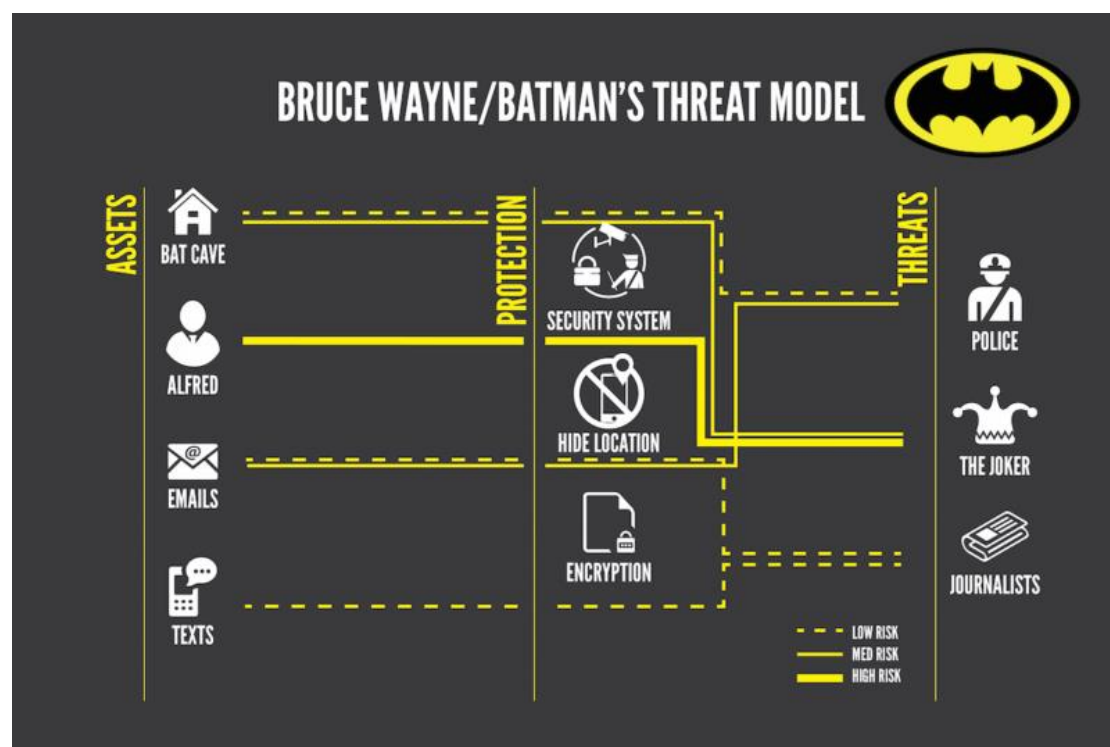 BRUCE WAYNE/BATMAN'S THREAT MODEL
ASSETS
BAT CAVE
ALFRED
EMAILS
TEXTS
PROTECTION
SECURITY SYSTEM
HIDE LOCATION
ENCRYPTION
THREATS
POLICE
THE JOKER
JOURNALISTS
LOW RISK
MED RISK
HIGH RISK